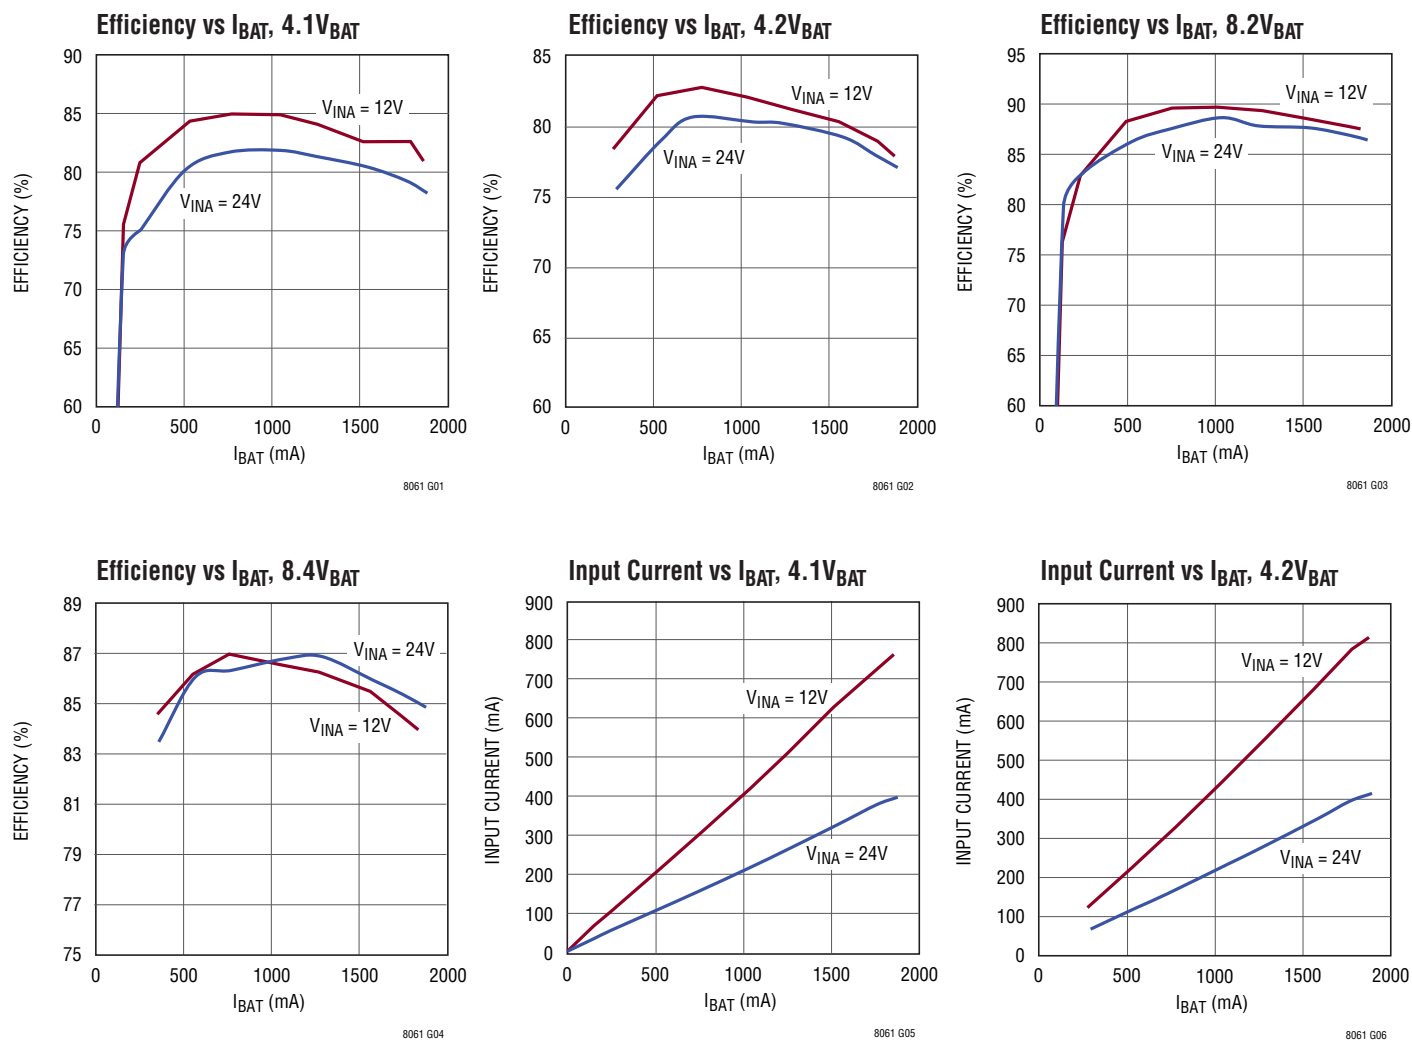 Efficiency vs IBAT, 4.1VBAT
90
85
80
75
70
65
60
EFFICIENCY (%)
VINA = 12V
VINA = 24V
0 500 1000 1500 2000
IBAT (mA)
8061 G01
Efficiency vs IBAT, 4.2VBAT
85
80
75
70
65
60
EFFICIENCY (%)
VINA = 12V
VINA = 24V
0 500 1000 1500 2000
IBAT (mA)
8061 G02
Efficiency vs IBAT, 8.2VBAT
95
90
85
80
75
70
65
60
EFFICIENCY (%)
VINA = 12V
VINA = 24V
0 500 1000 1500 2000
IBAT (mA)
8061 G03
Efficiency vs IBAT, 8.4VBAT
89
87
85
83
81
79
77
75
EFFICIENCY (%)
VINA = 24V
VINA = 12V
0 500 1000 1500 2000
IBAT (mA)
8061 G04
Input Current vs IBAT, 4.1VBAT
900
800
700
600
500
400
300
200
100
0
INPUT CURRENT (mA)
VINA = 12V
VINA = 24V
0 500 1000 1500 2000
IBAT (mA)
8061 G05
Input Current vs IBAT, 4.2VBAT
900
800
700
600
500
400
300
200
100
0
INPUT CURRENT (mA)
VINA = 12V
VINA = 24V
0 500 1000 1500 2000
IBAT (mA)
8061 G06